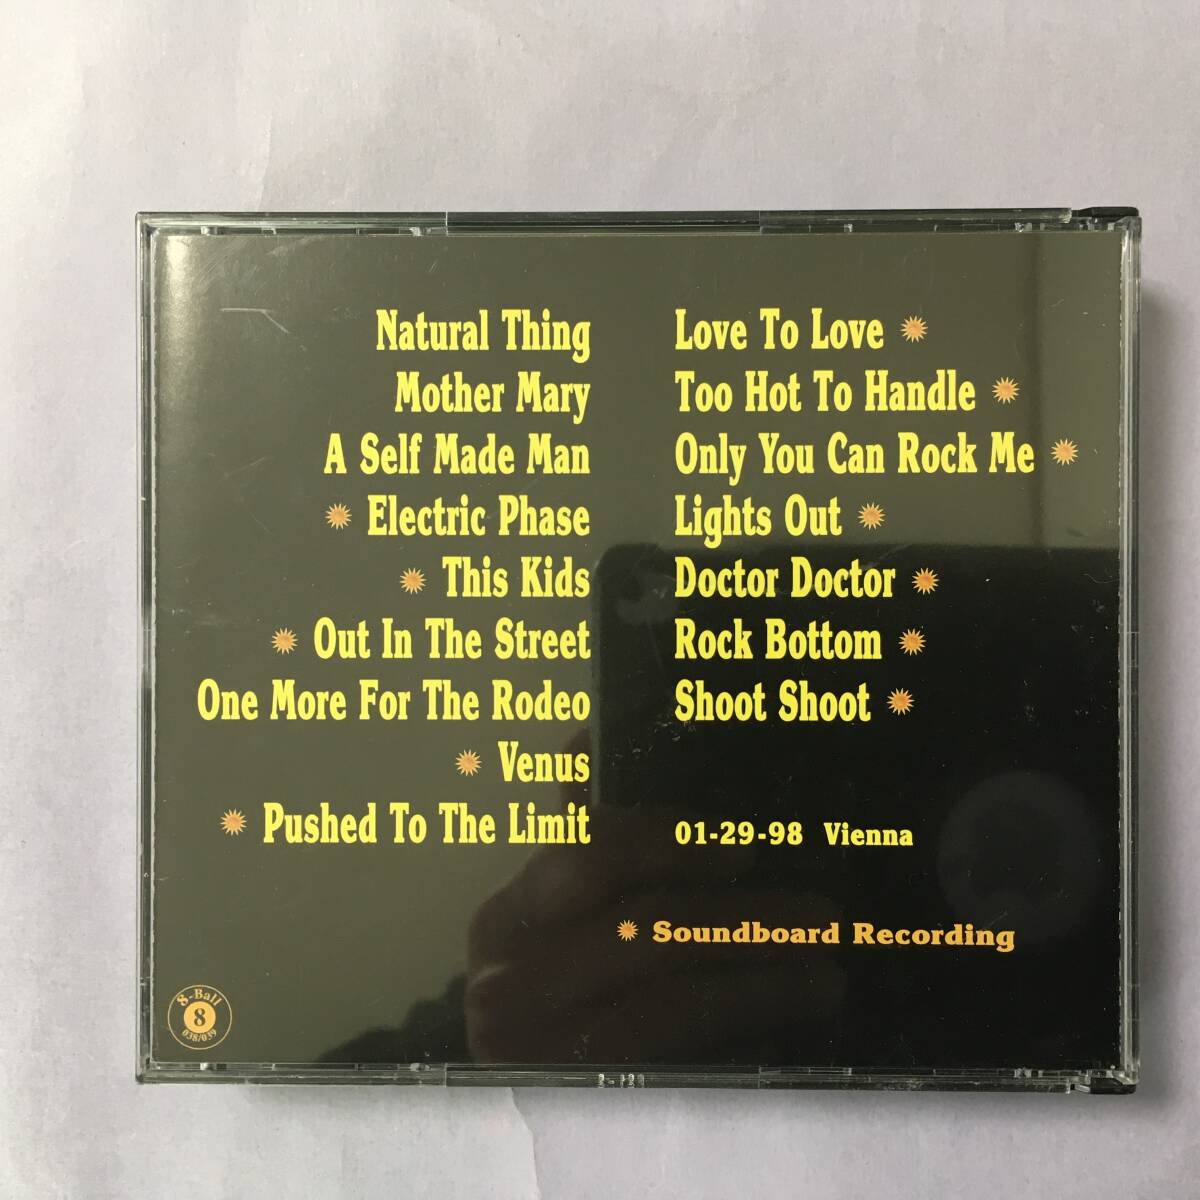 Natural Thing
Mother Mary
A Self Made Man
Electric Phase
This Kids
Out In The Street
One More For The Rodeo
Venus
Pushed To The Limit
Love To Love
Too Hot To Handle
Only You Can Rock Me
Lights Out
Doctor Doctor
Rock Bottom
Shoot Shoot
01-29-98 Vienna
Soundboard Recording
8-Ball
8
038/039